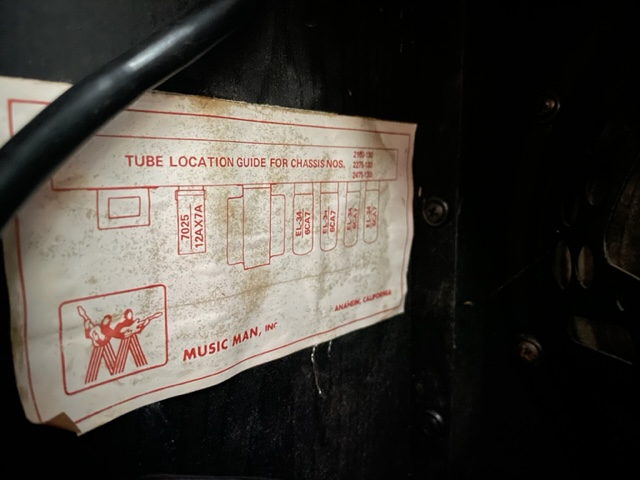 TUBE LOCATION GUIDE FOR CHASSIS NOS.
2100-130
2275-130
2475-130
7025
12AX7A
EL-34
6CA7
EL-34
6CA7
EL-34
6CA7
EL-34
6CA7
MUSIC MAN, INC
ANAHEIM, CALIFORNIA